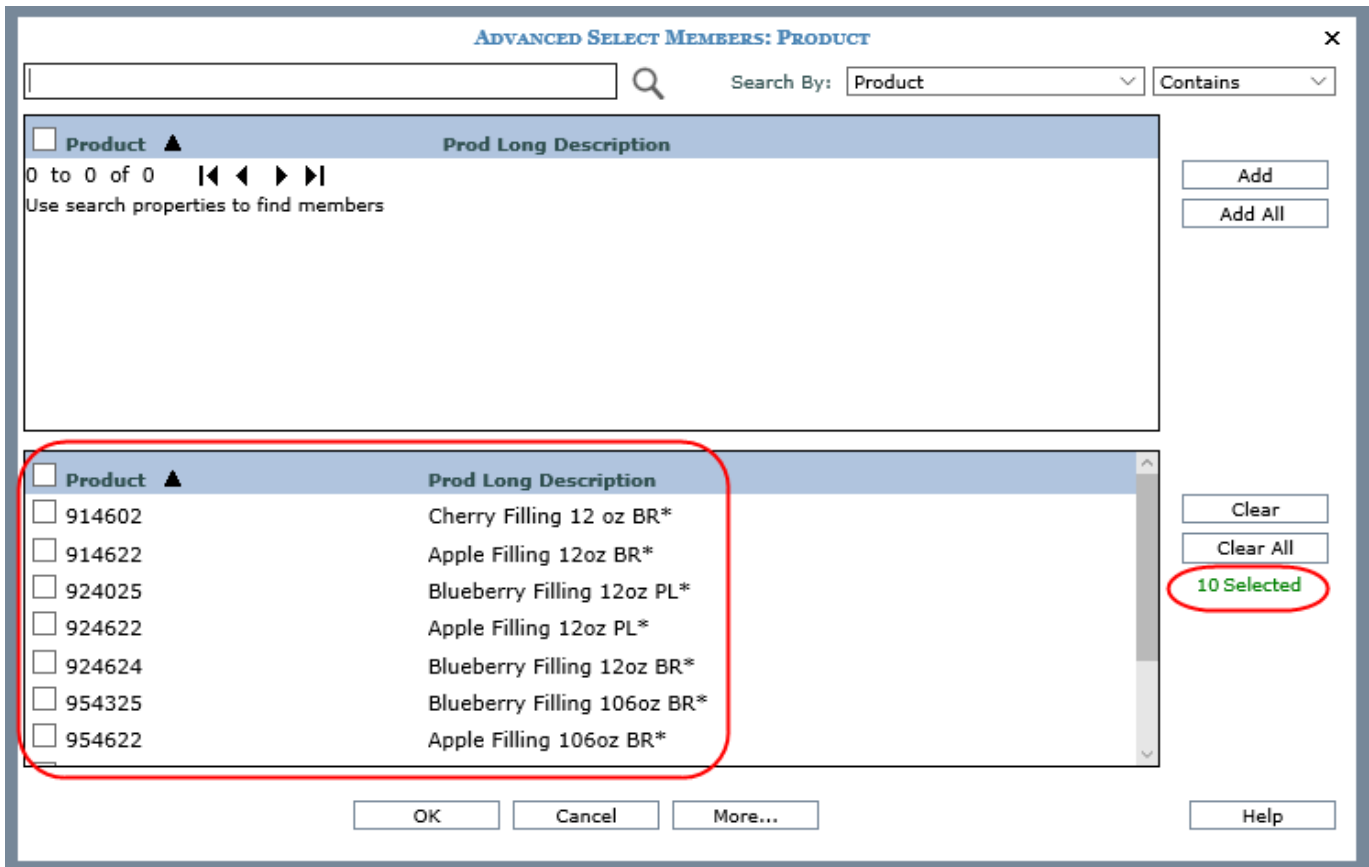 ADVANCED SELECT MEMBERS: PRODUCT
Search By: Product Contains
Product Prod Long Description
0 to 0 of 0
Use search properties to find members
Add
Add All
Product Prod Long Description
914602 Cherry Filling 12 oz BR*
914622 Apple Filling 12oz BR*
924025 Blueberry Filling 12oz PL*
924622 Apple Filling 12oz PL*
924624 Blueberry Filling 12oz BR*
954325 Blueberry Filling 106oz BR*
954622 Apple Filling 106oz BR*
Clear
Clear All
10 Selected
OK Cancel More... Help